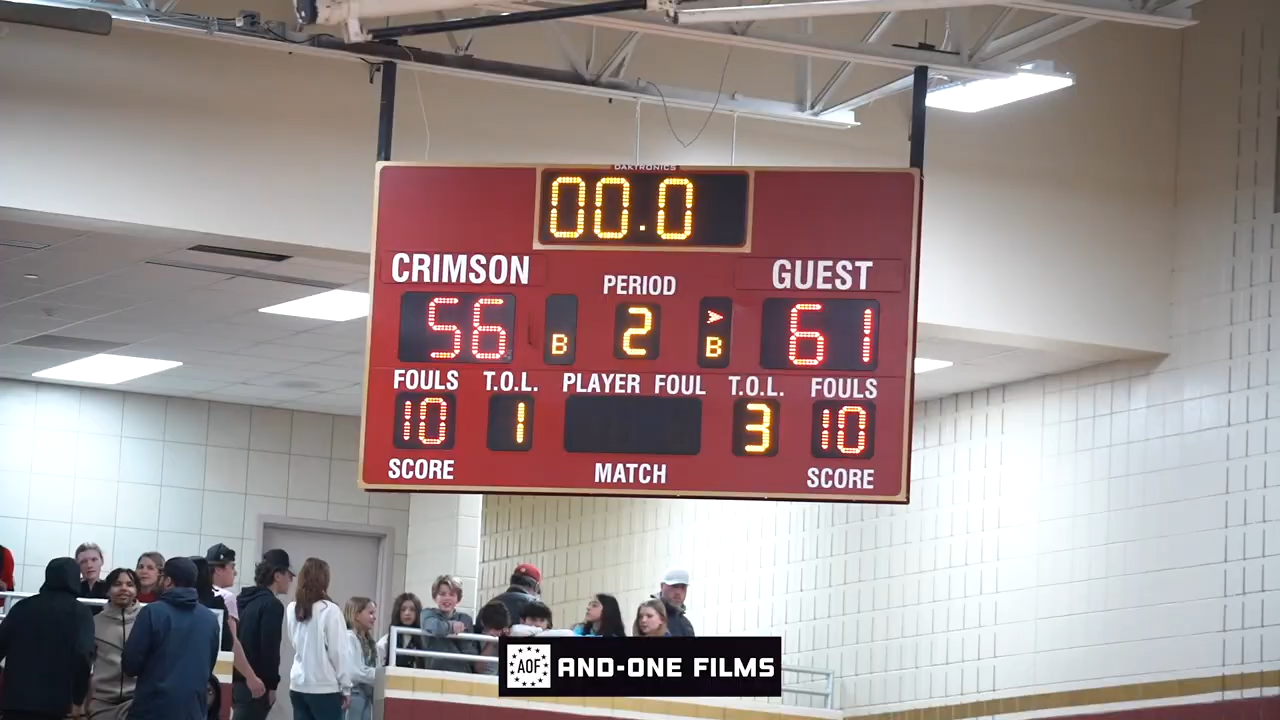 DAKTRONICS
00.0
CRIMSON PERIOD GUEST
56 B 2 > B 61
FOULS T.O.L. PLAYER FOUL T.O.L. FOULS
10 1 3 10
SCORE MATCH SCORE
AOF AND-ONE FILMS